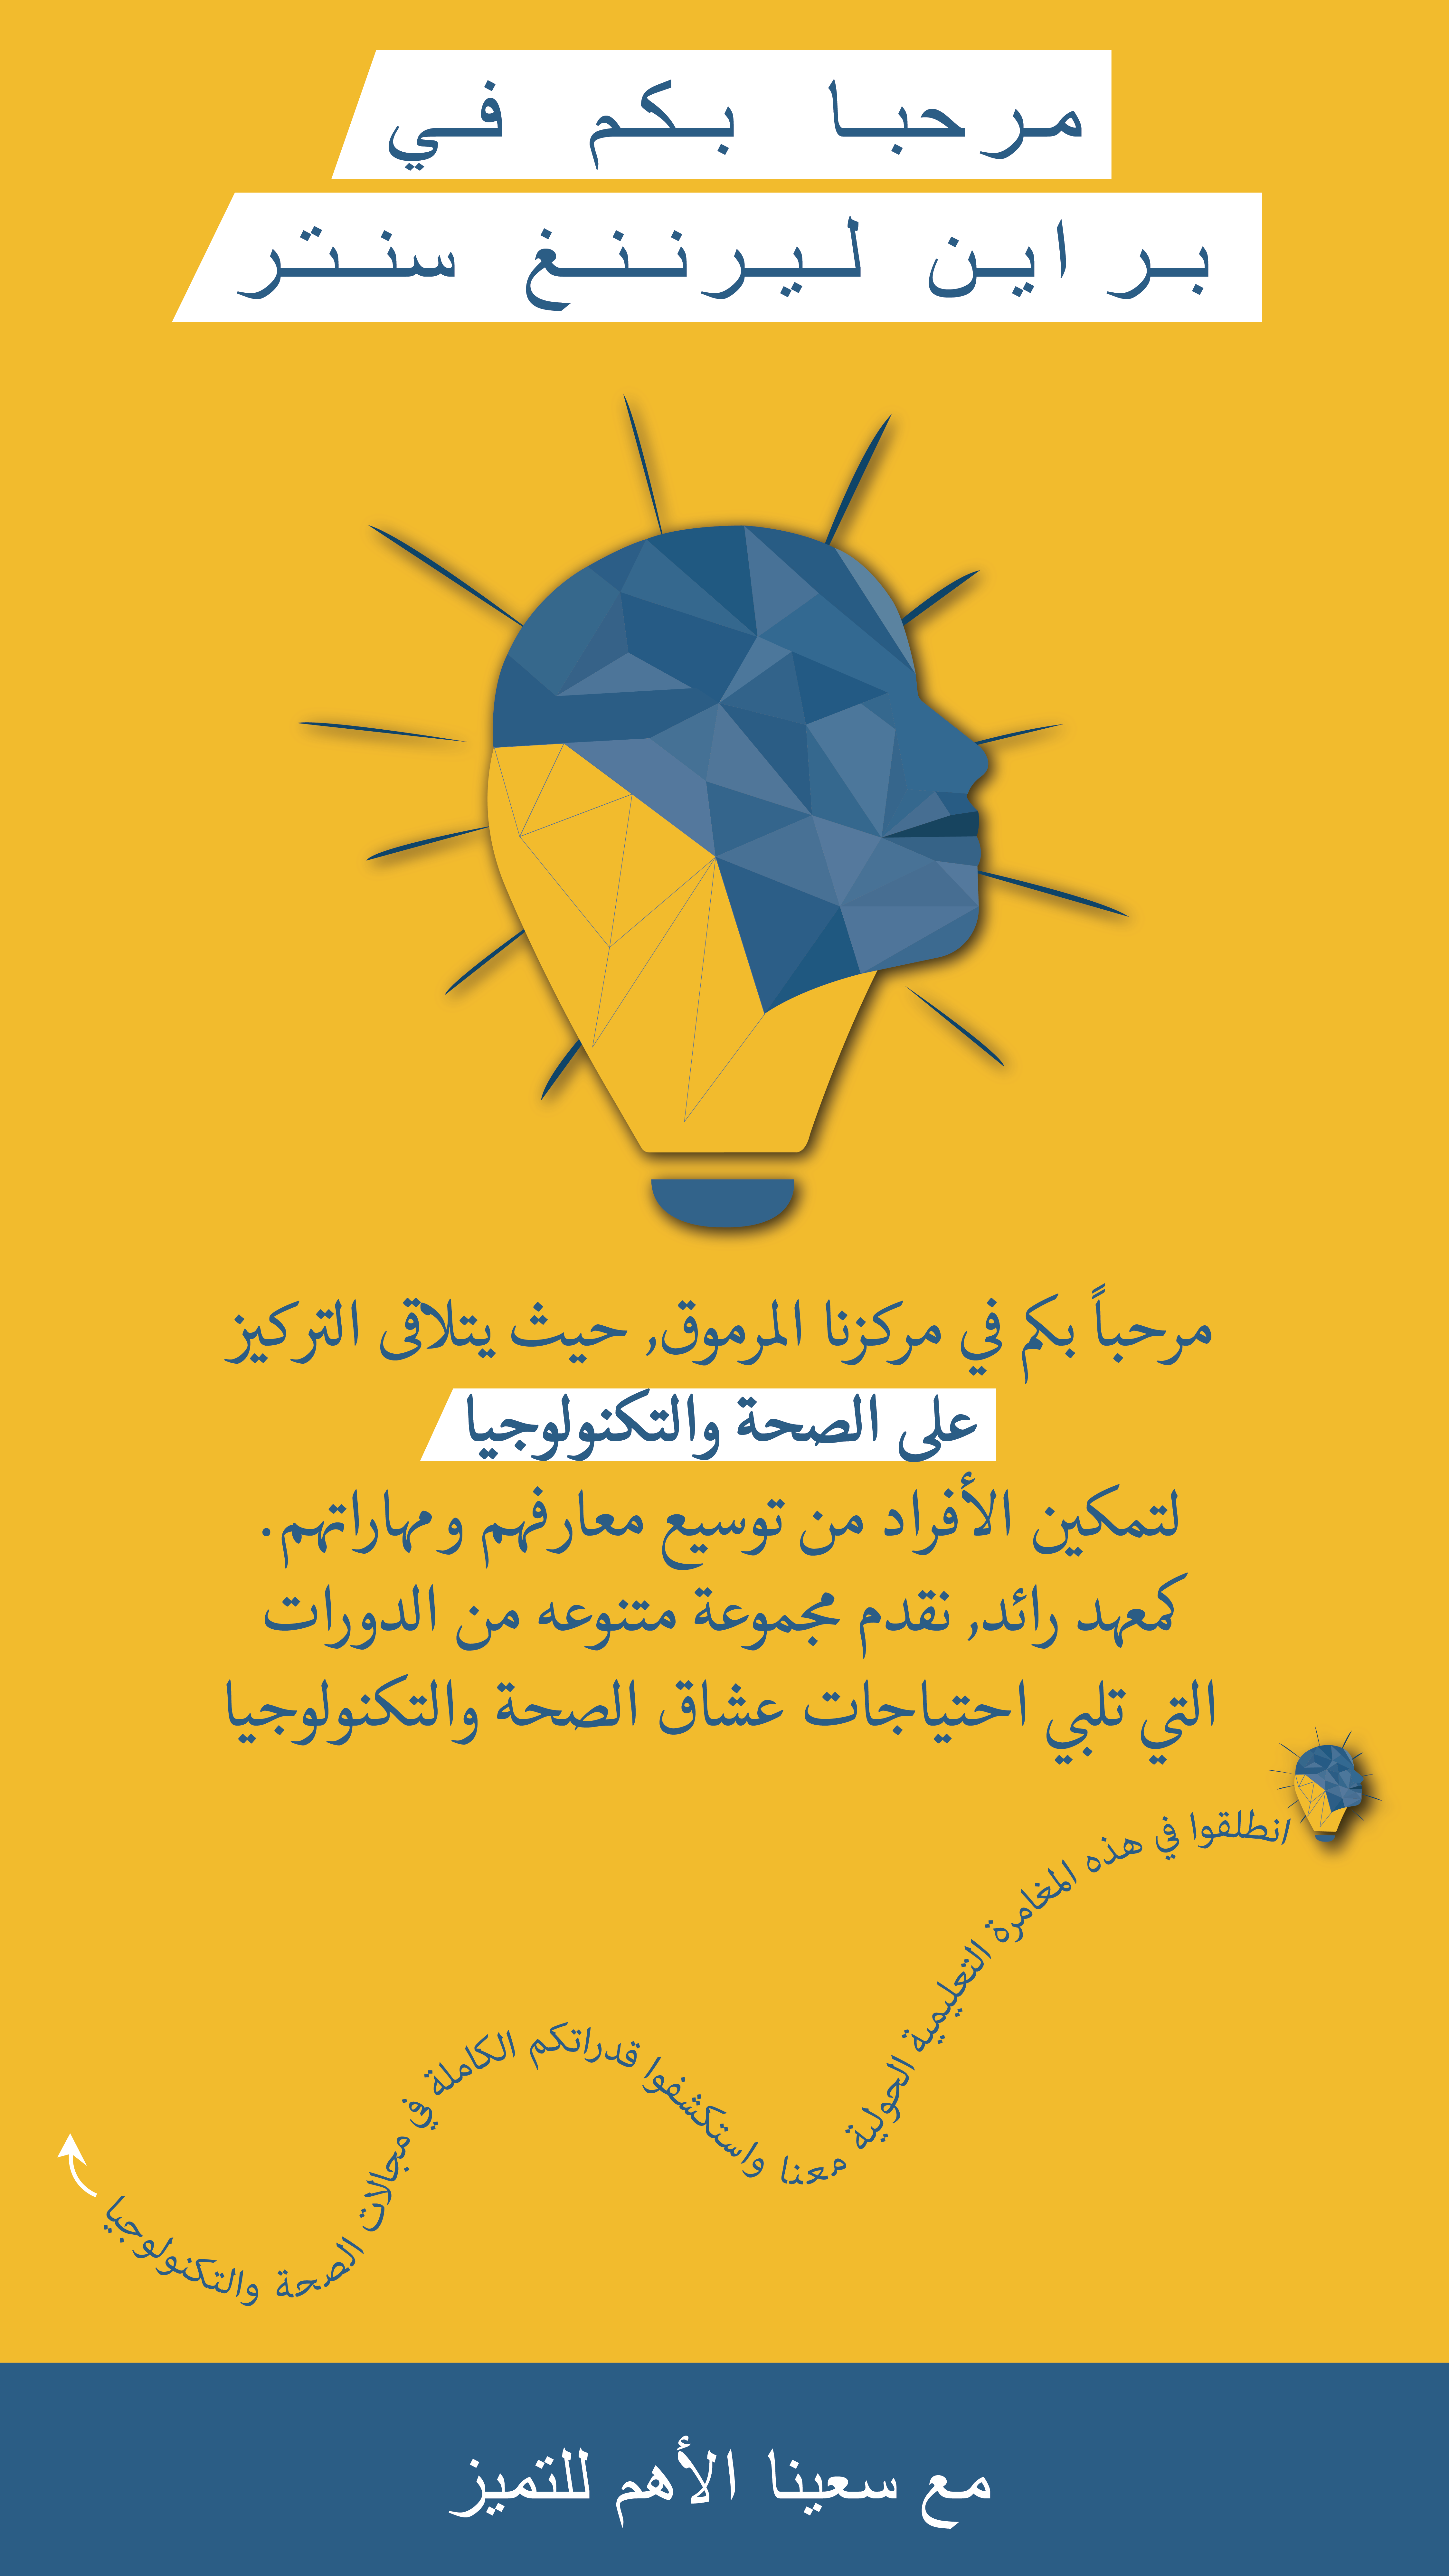 مرحبا بكم في
براين ليرننغ سنتر
مرحباً بكم في مركزنا المرموق, حيث يتلاقى التركيز
على الصحة والتكنولوجيا
لتمكين الأفراد من توسيع معارفهم ومهاراتهم.
كمعهد رائد, نقدم مجموعة متنوعه من الدورات
التي تلبي احتياجات عشاق الصحة والتكنولوجيا
انطلقوا في هذه المغامرة التعليمية الحولية معنا واستكشفوا قدراتكم الكاملة في مجالات الصحة والتكنولوجيا
مع سعينا الأهم للتميز